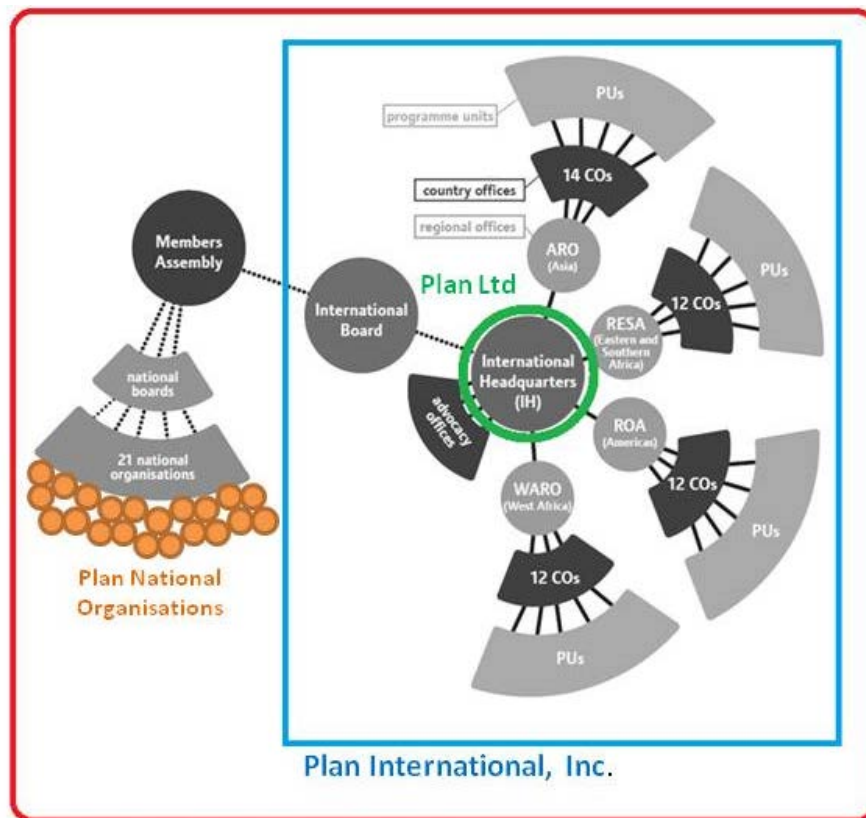 PUs
programme units
14 COs
country offices
regional offices
ARO
(Asia)
Members
Assembly
Plan Ltd
International
Board
PUs
12 COs
RESA
(Eastern and
Southern
Africa)
International
Headquarters
(IH)
national
boards
advocacy
offices
ROA
(Americas)
21 national
organisations
12 COs
WARO
(West Africa)
PUs
12 COs
Plan National
Organisations
PUs
Plan International, Inc.